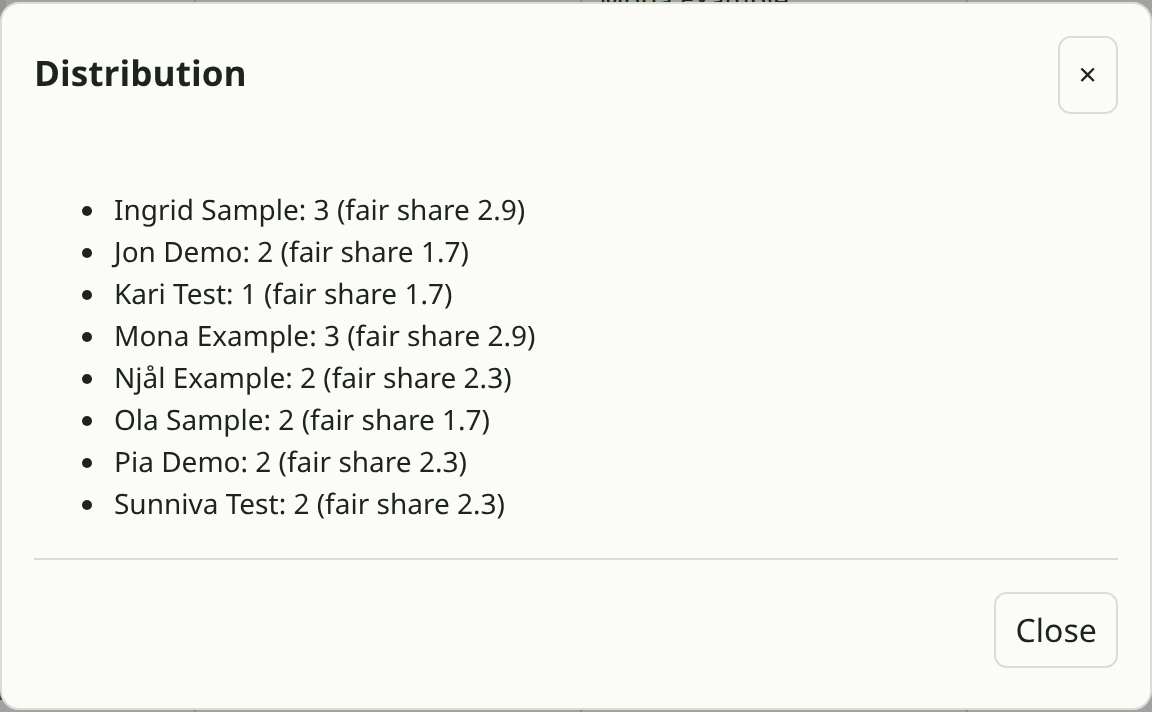 Distribution
×
Ingrid Sample: 3 (fair share 2.9)
Jon Demo: 2 (fair share 1.7)
Kari Test: 1 (fair share 1.7)
Mona Example: 3 (fair share 2.9)
Njål Example: 2 (fair share 2.3)
Ola Sample: 2 (fair share 1.7)
Pia Demo: 2 (fair share 2.3)
Sunniva Test: 2 (fair share 2.3)
Close